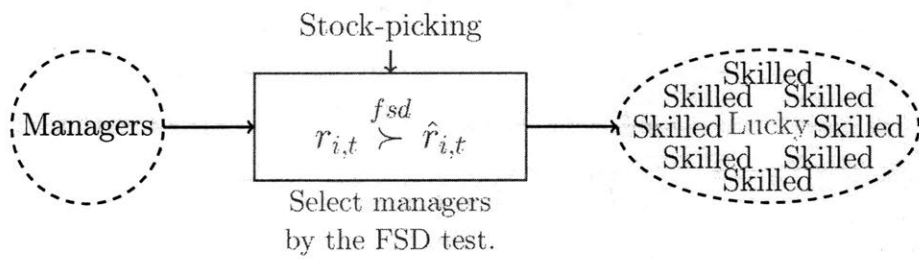 Stock-picking
Managers
fsd
r_{i,t} ≻ \hat{r}_{i,t}
Select managers
by the FSD test.
Skilled
Skilled Skilled
Skilled Lucky Skilled
Skilled Skilled
Skilled